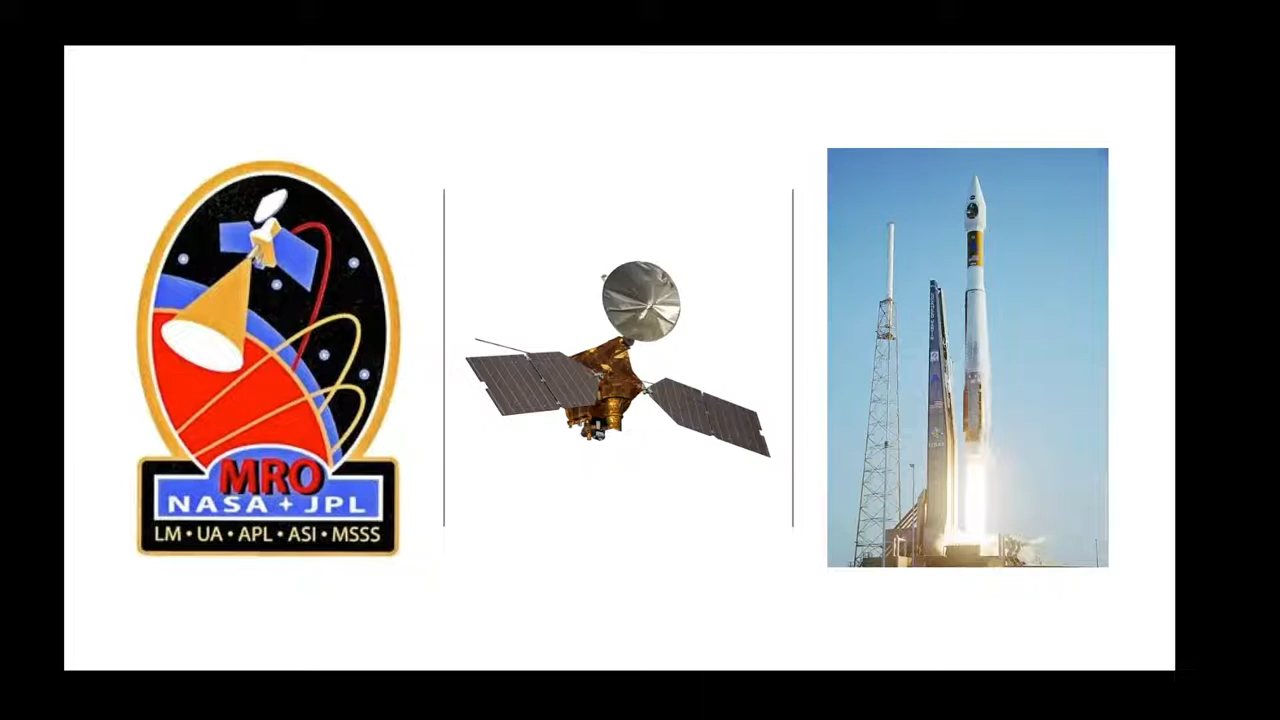 MRO
NASA + JPL
LM • UA • APL • ASI • MSSS